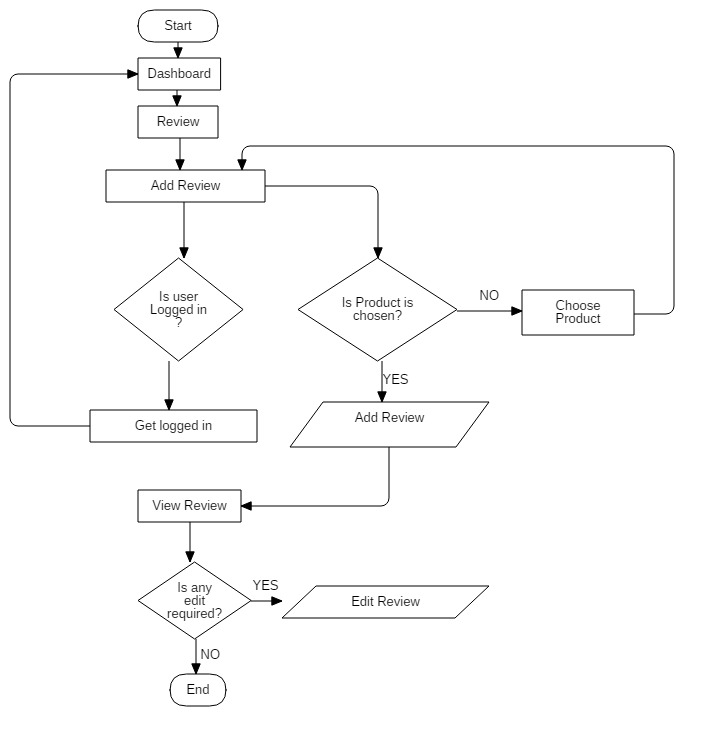 Start
Dashboard
Review
Add Review
Is user
Logged in
?
Is Product is
chosen?
NO
Choose
Product
YES
Add Review
Get logged in
View Review
Is any
edit
required?
YES
Edit Review
NO
End